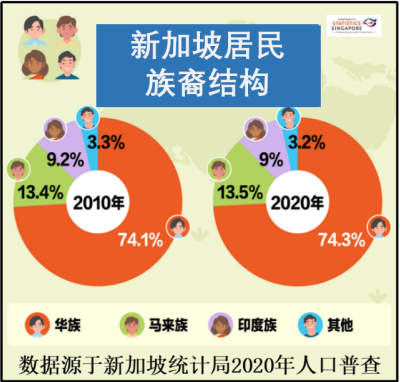 DEPARTMENT OF
STATISTICS
SINGAPORE
新加坡居民
族裔结构
3.3%
9.2%
13.4%
2010年
74.1%
3.2%
9%
13.5%
2020年
74.3%
华族
马来族
印度族
其他
数据源于新加坡统计局2020年人口普查